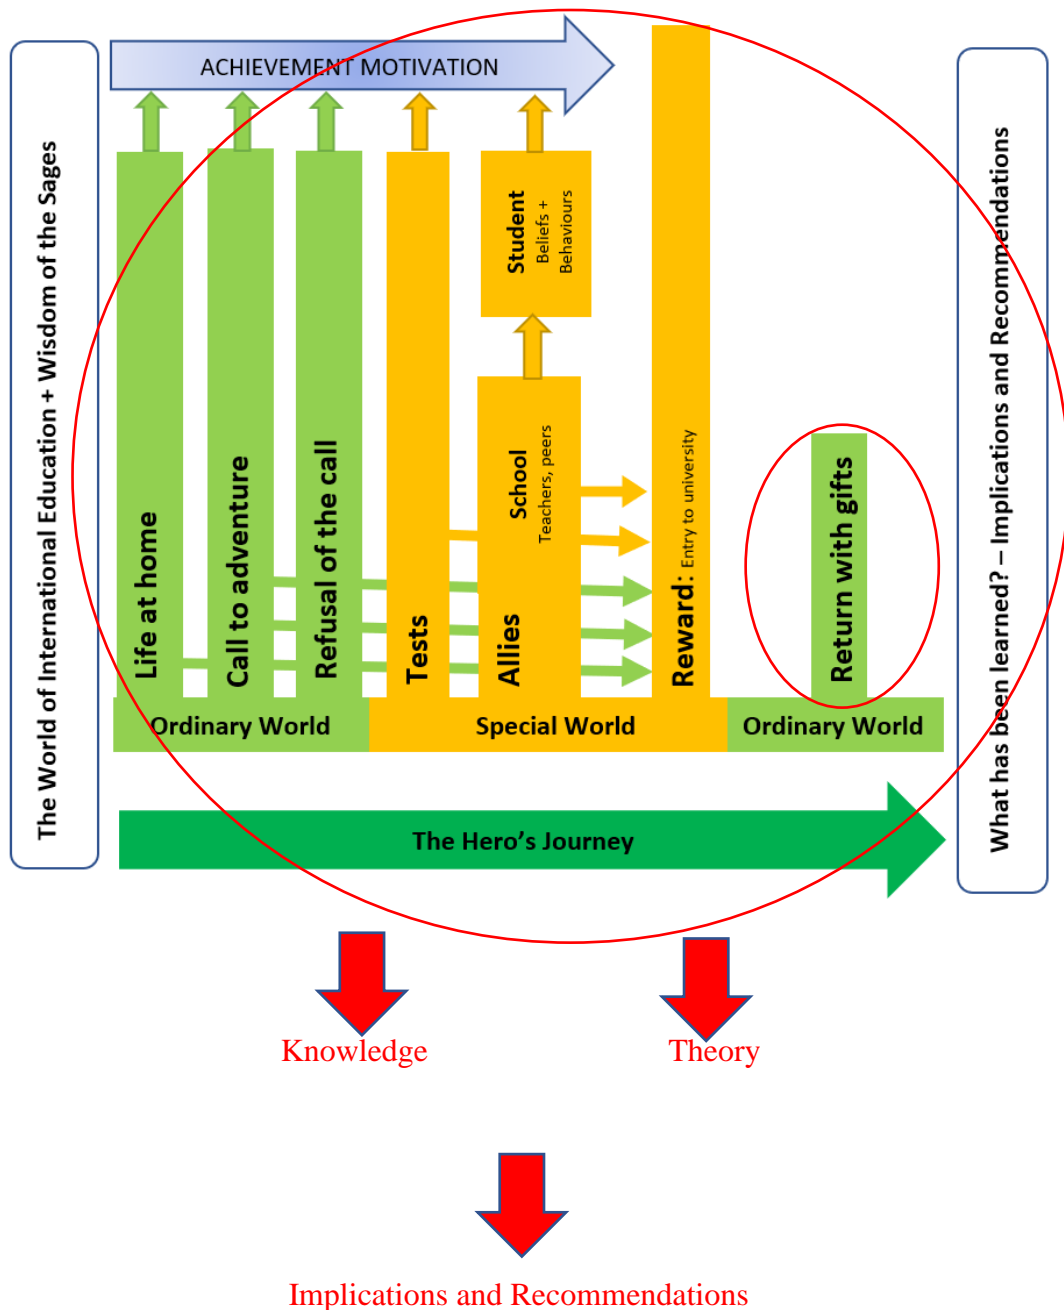 The World of International Education + Wisdom of the Sages
ACHIEVEMENT MOTIVATION
Life at home
Call to adventure
Refusal of the call
Tests
Allies
School
Teachers, peers
Student
Beliefs +
Behaviours
Reward: Entry to university
Return with gifts
What has been learned? – Implications and Recommendations
Ordinary World
Special World
Ordinary World
The Hero's Journey
Knowledge
Theory
Implications and Recommendations